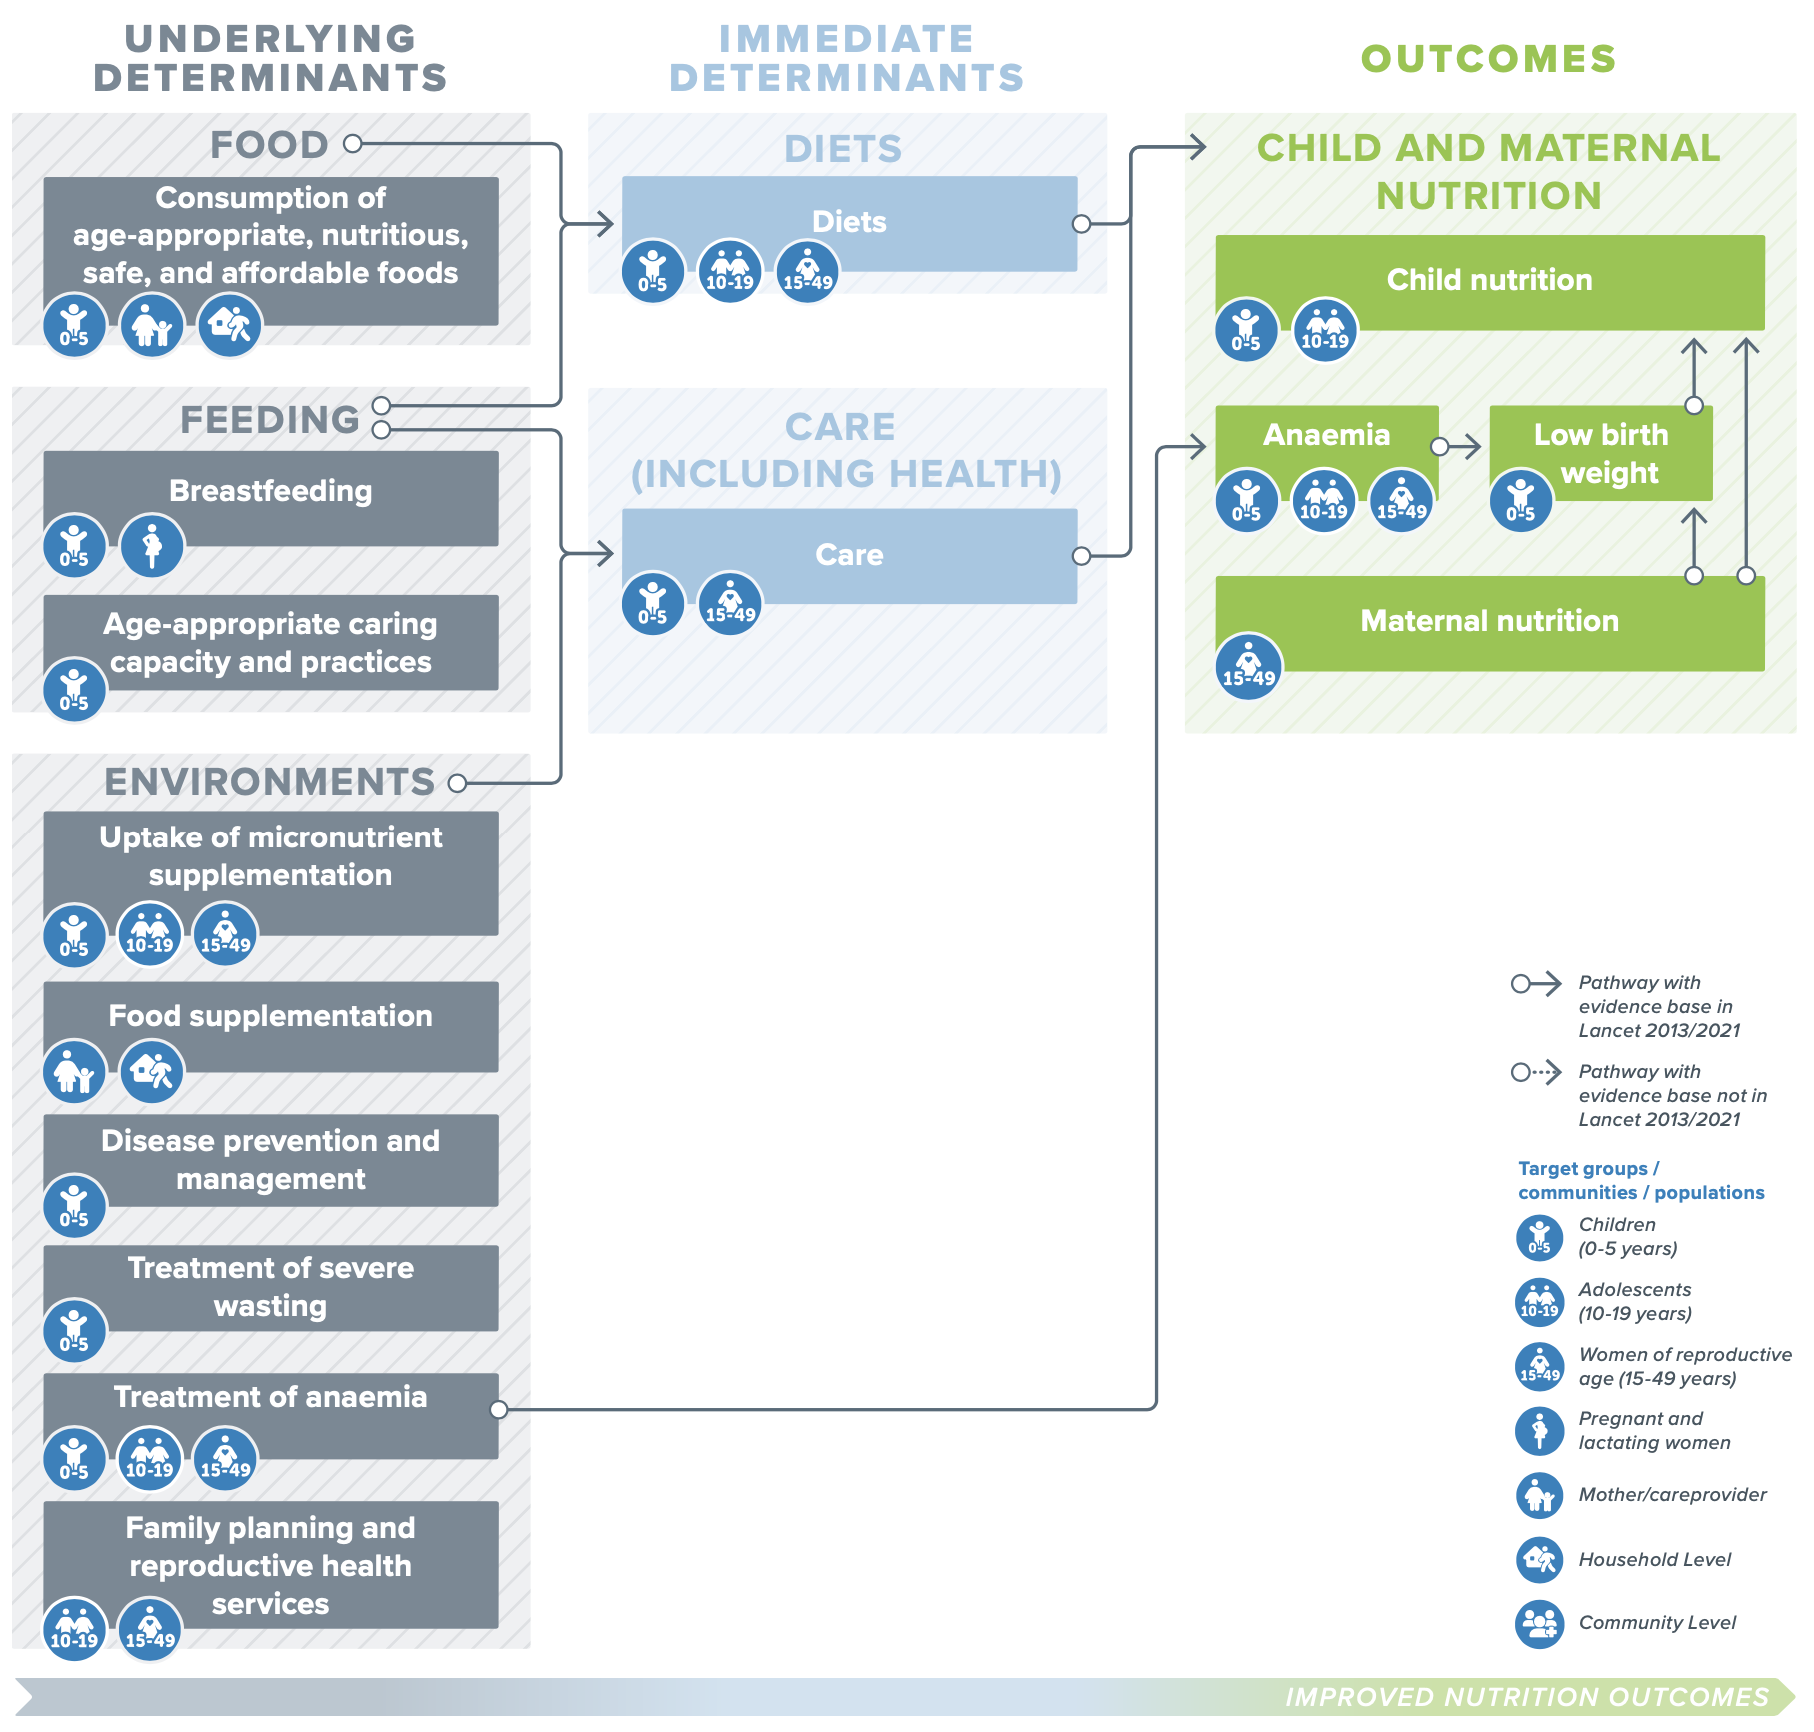 UNDERLYING
DETERMINANTS
FOOD
Consumption of
age-appropriate, nutritious,
safe, and affordable foods
0-5
FEEDING
Breastfeeding
0-5
Age-appropriate caring
capacity and practices
0-5
ENVIRONMENTS
Uptake of micronutrient
supplementation
0-5 10-19 15-49
Food supplementation
Disease prevention and
management
0-5
Treatment of severe
wasting
0-5
Treatment of anaemia
0-5 10-19 15-49
Family planning and
reproductive health
services
10-19 15-49
IMMEDIATE
DETERMINANTS
DIETS
Diets
0-5 10-19 15-49
CARE
(INCLUDING HEALTH)
Care
0-5 15-49
OUTCOMES
CHILD AND MATERNAL
NUTRITION
Child nutrition
0-5 10-19
Anaemia
0-5 10-19 15-49
Low birth
weight
0-5
Maternal nutrition
15-49
Pathway with
evidence base in
Lancet 2013/2021
Pathway with
evidence base not in
Lancet 2013/2021
Target groups /
communities / populations
0-5
Children
(0-5 years)
10-19
Adolescents
(10-19 years)
15-49
Women of reproductive
age (15-49 years)
Pregnant and
lactating women
Mother/careprovider
Household Level
Community Level
IMPROVED NUTRITION OUTCOMES